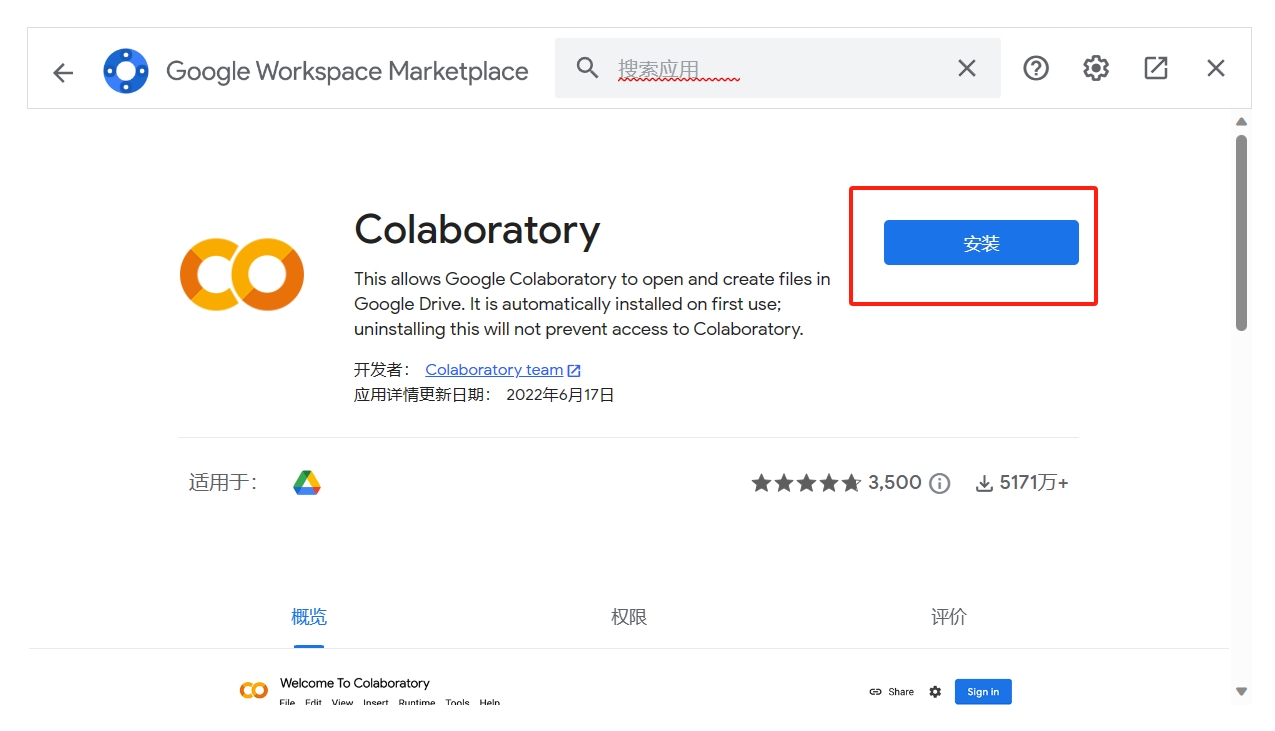 Google Workspace Marketplace
搜索应用
Colaboratory
安装
This allows Google Colaboratory to open and create files in
Google Drive. It is automatically installed on first use;
uninstalling this will not prevent access to Colaboratory.
开发者： Colaboratory team
应用详情更新日期： 2022年6月17日
适用于：
3,500
5171万+
概览
权限
评价
Welcome To Colaboratory
File Edit View Insert Runtime Tools Help
Share
Sign in